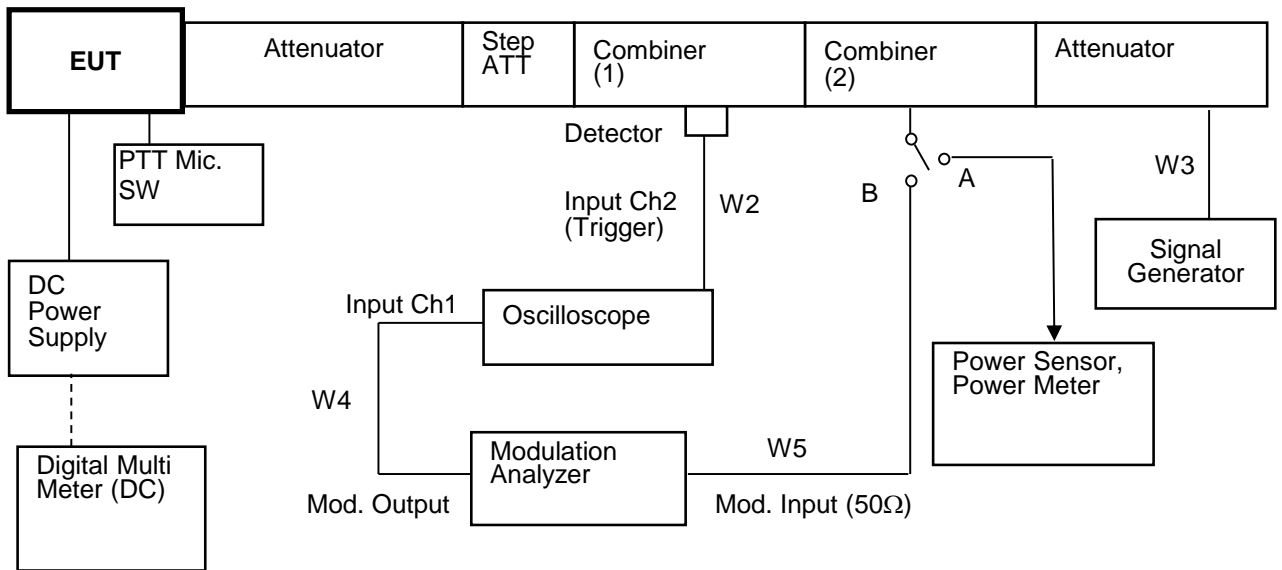 EUT
Attenuator
Step
ATT
Combiner
(1)
Combiner
(2)
Attenuator
Detector
PTT Mic.
SW
Input Ch2
(Trigger)
W2
B
A
W3
Signal
Generator
DC
Power
Supply
Input Ch1
Oscilloscope
Power Sensor,
Power Meter
W4
Modulation
Analyzer
W5
Digital Multi
Meter (DC)
Mod. Output
Mod. Input (50Ω)